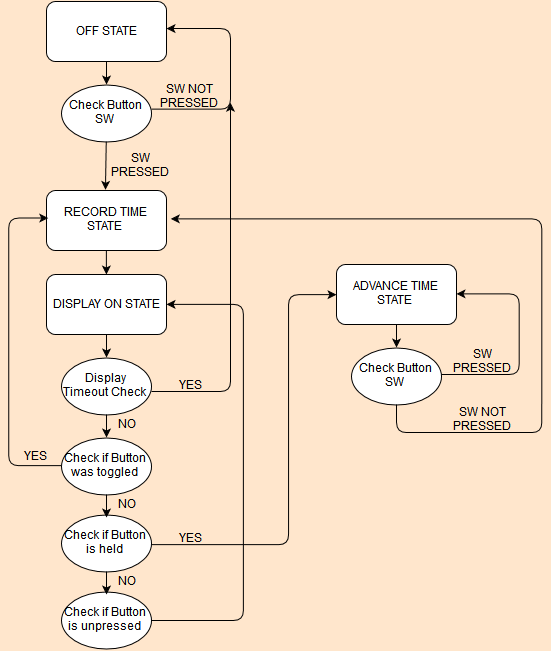 OFF STATE
SW NOT
PRESSED
Check Button
SW
SW
PRESSED
RECORD TIME
STATE
DISPLAY ON STATE
ADVANCE TIME
STATE
Display
Timeout Check
YES
Check Button
SW
SW
PRESSED
SW NOT
PRESSED
NO
YES
Check if Button
was toggled
NO
Check if Button
is held
YES
NO
Check if Button
is unpressed